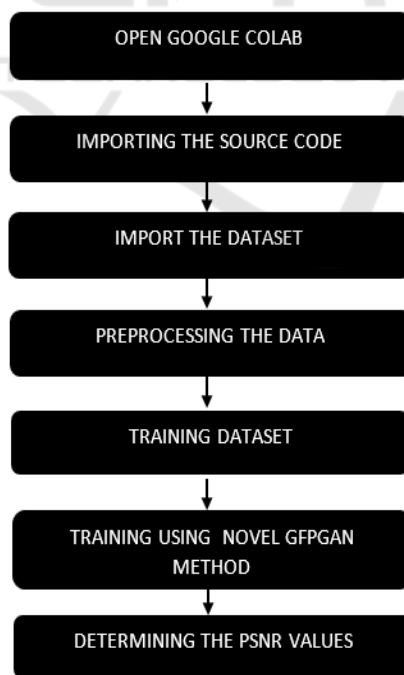 OPEN GOOGLE COLAB
IMPORTING THE SOURCE CODE
IMPORT THE DATASET
PREPROCESSING THE DATA
TRAINING DATASET
TRAINING USING NOVEL GFPGAN
METHOD
DETERMINING THE PSNR VALUES